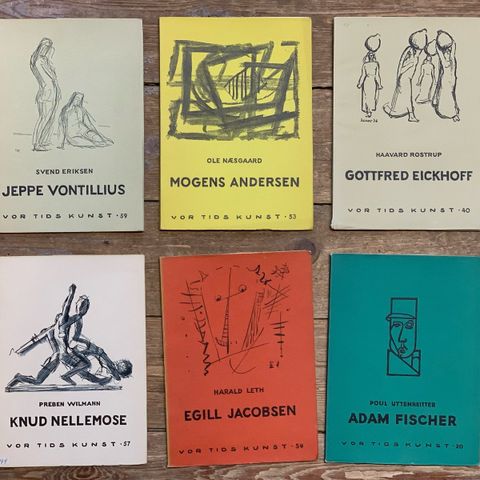 SVEND ERIKSEN
JEPPE VONTILLIUS
VOR TIDS KUNST · 59
OLE NÆSGAARD
MOGENS ANDERSEN
VOR TIDS KUNST · 53
HAAVARD ROSTRUP
GOTTFRED EICKHOFF
VOR TIDS KUNST · 40
PREBEN WILMANN
KNUD NELLEMOSE
VOR TIDS KUNST · 57
HARALD LETH
EGILL JACOBSEN
VOR TIDS KUNST · 54
POUL UTTENREITTER
ADAM FISCHER
VOR TIDS KUNST · 20